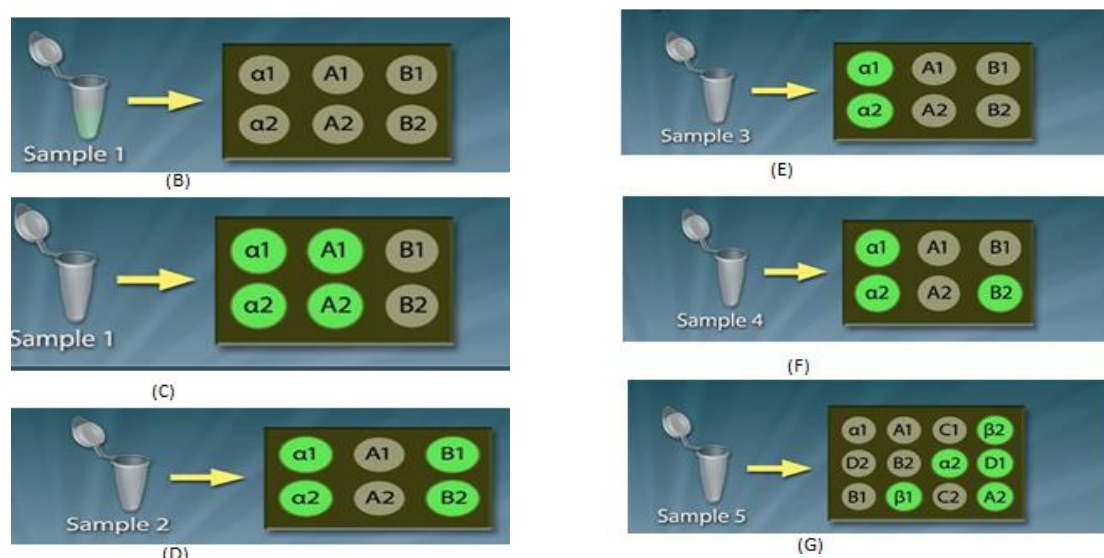 α1 A1 B1
α2 A2 B2
Sample 1
(B)
α1 A1 B1
α2 A2 B2
Sample 1
(C)
α1 A1 B1
α2 A2 B2
Sample 2
(D)
α1 A1 B1
α2 A2 B2
Sample 3
(E)
α1 A1 B1
α2 A2 B2
Sample 4
(F)
α1 A1 C1 β2
D2 B2 α2 D1
B1 β1 C2 A2
Sample 5
(G)